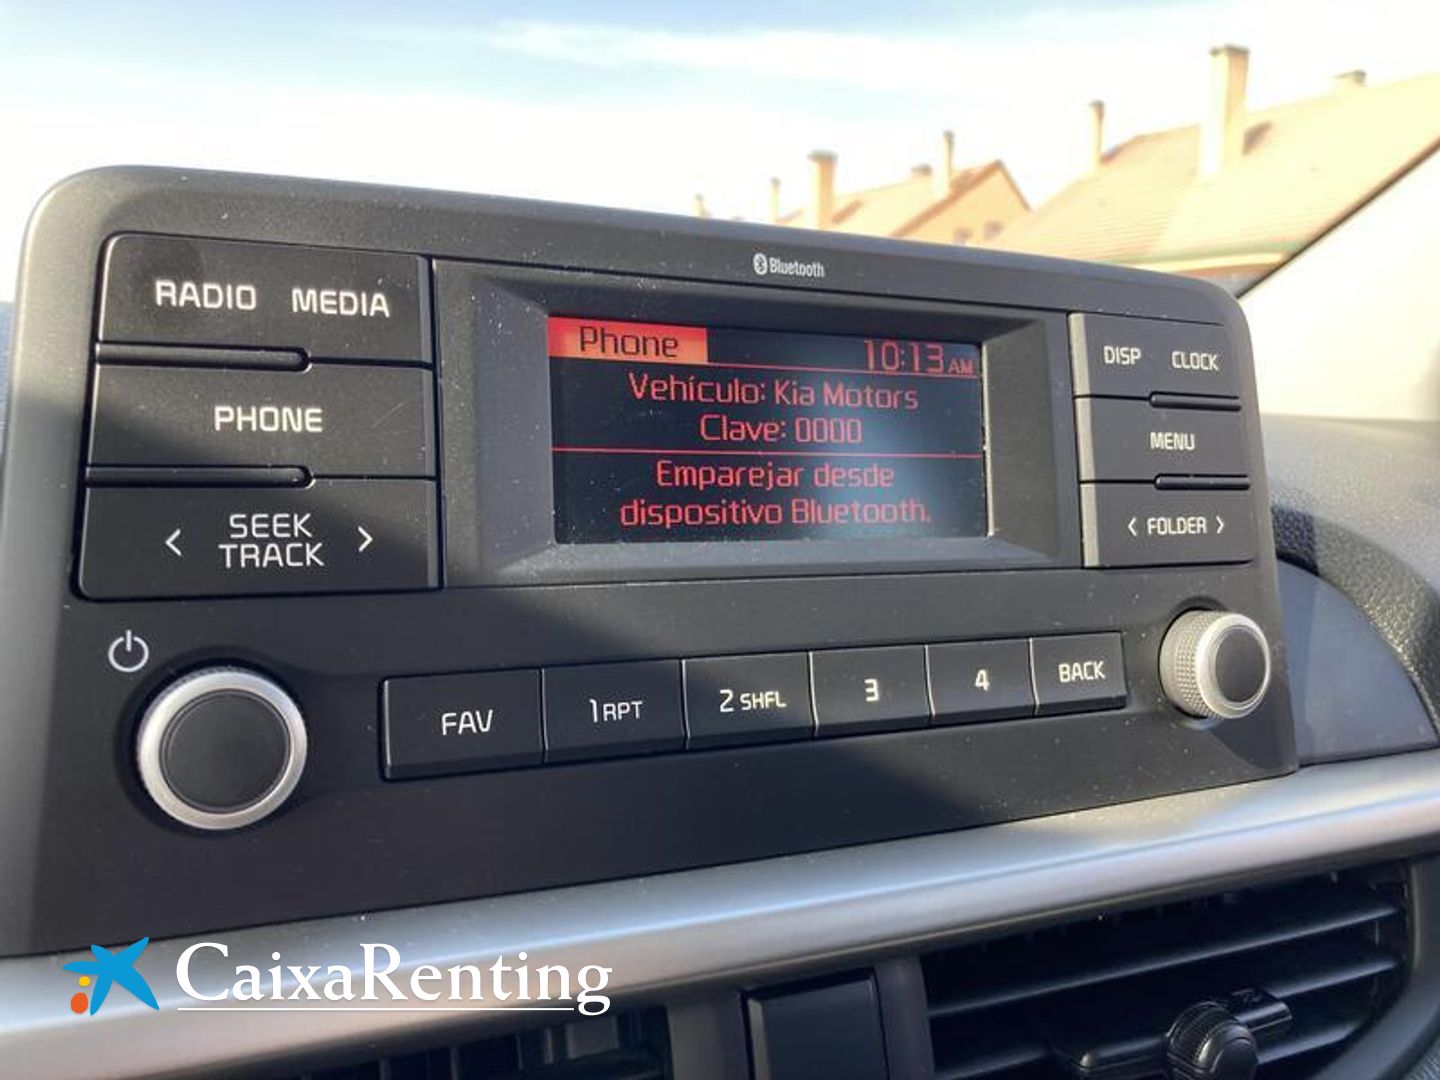 Bluetooth
RADIO MEDIA
PHONE
< SEEK TRACK >
Phone 10:13 AM
Vehículo: Kia Motors
Clave: 0000
Emparejar desde
dispositivo Bluetooth.
DISP CLOCK
MENU
< FOLDER >
FAV 1 RPT 2 SHFL 3 4 BACK
CaixaRenting